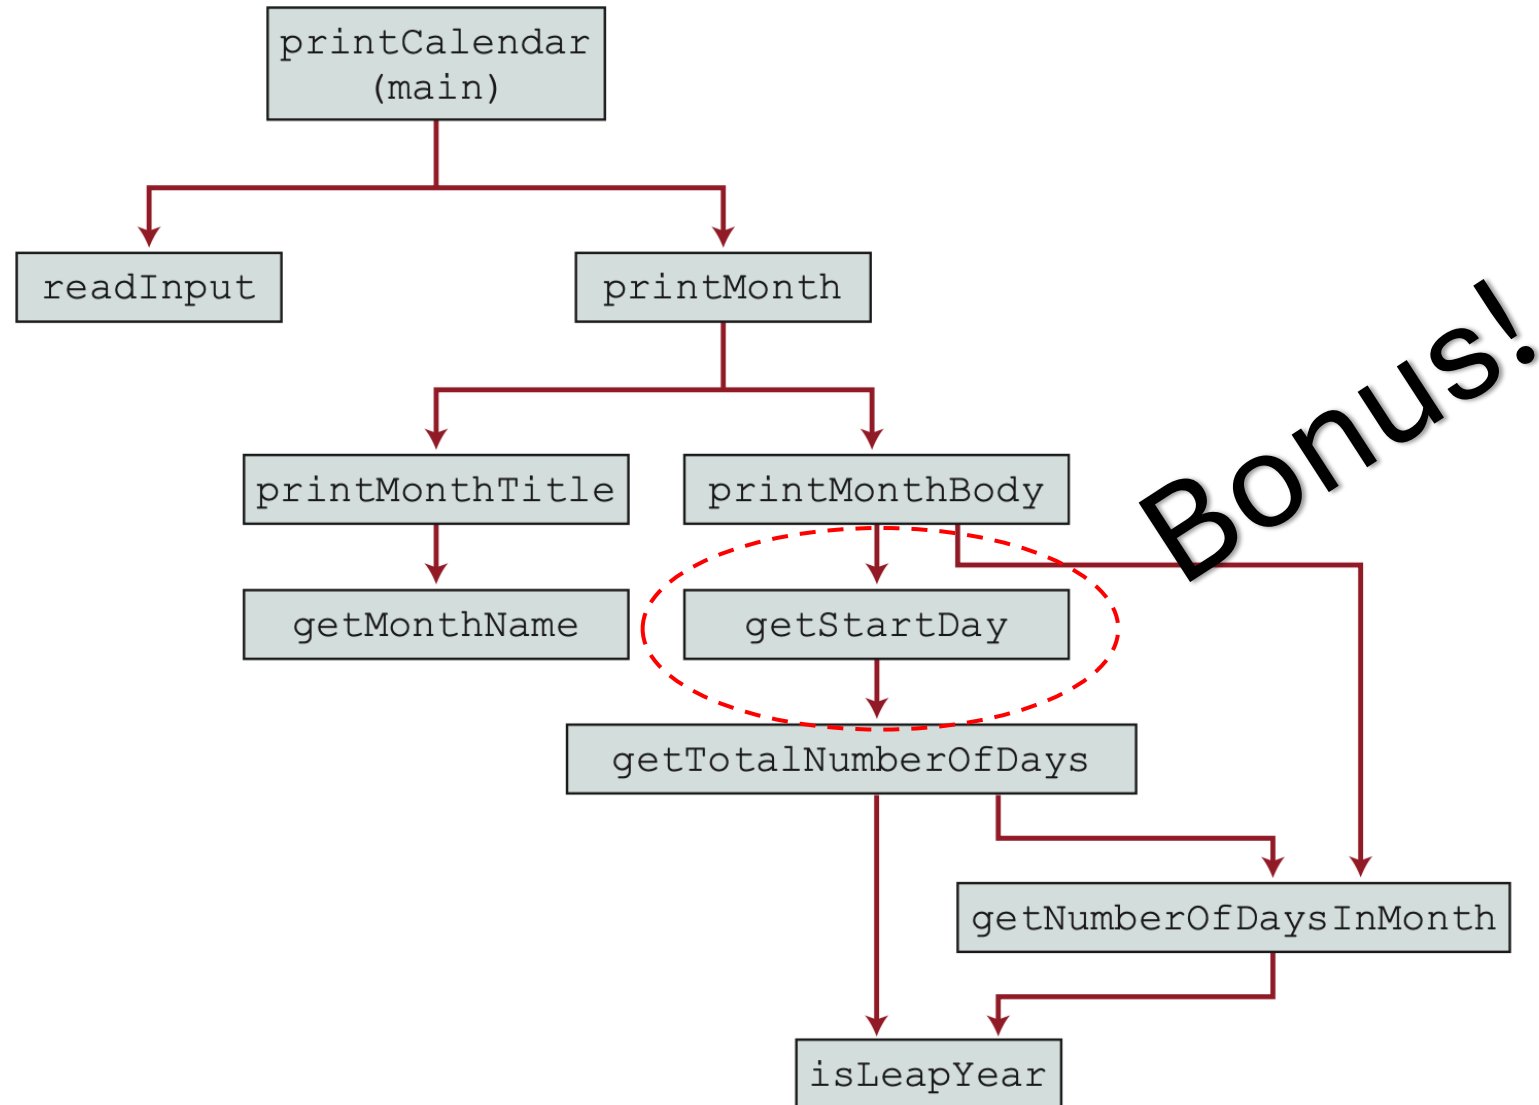 printCalendar
(main)
readInput
printMonth
Bonus!
printMonthTitle
printMonthBody
getMonthName
getStartDay
getTotalNumberOfDays
getNumberOfDaysInMonth
isLeapYear